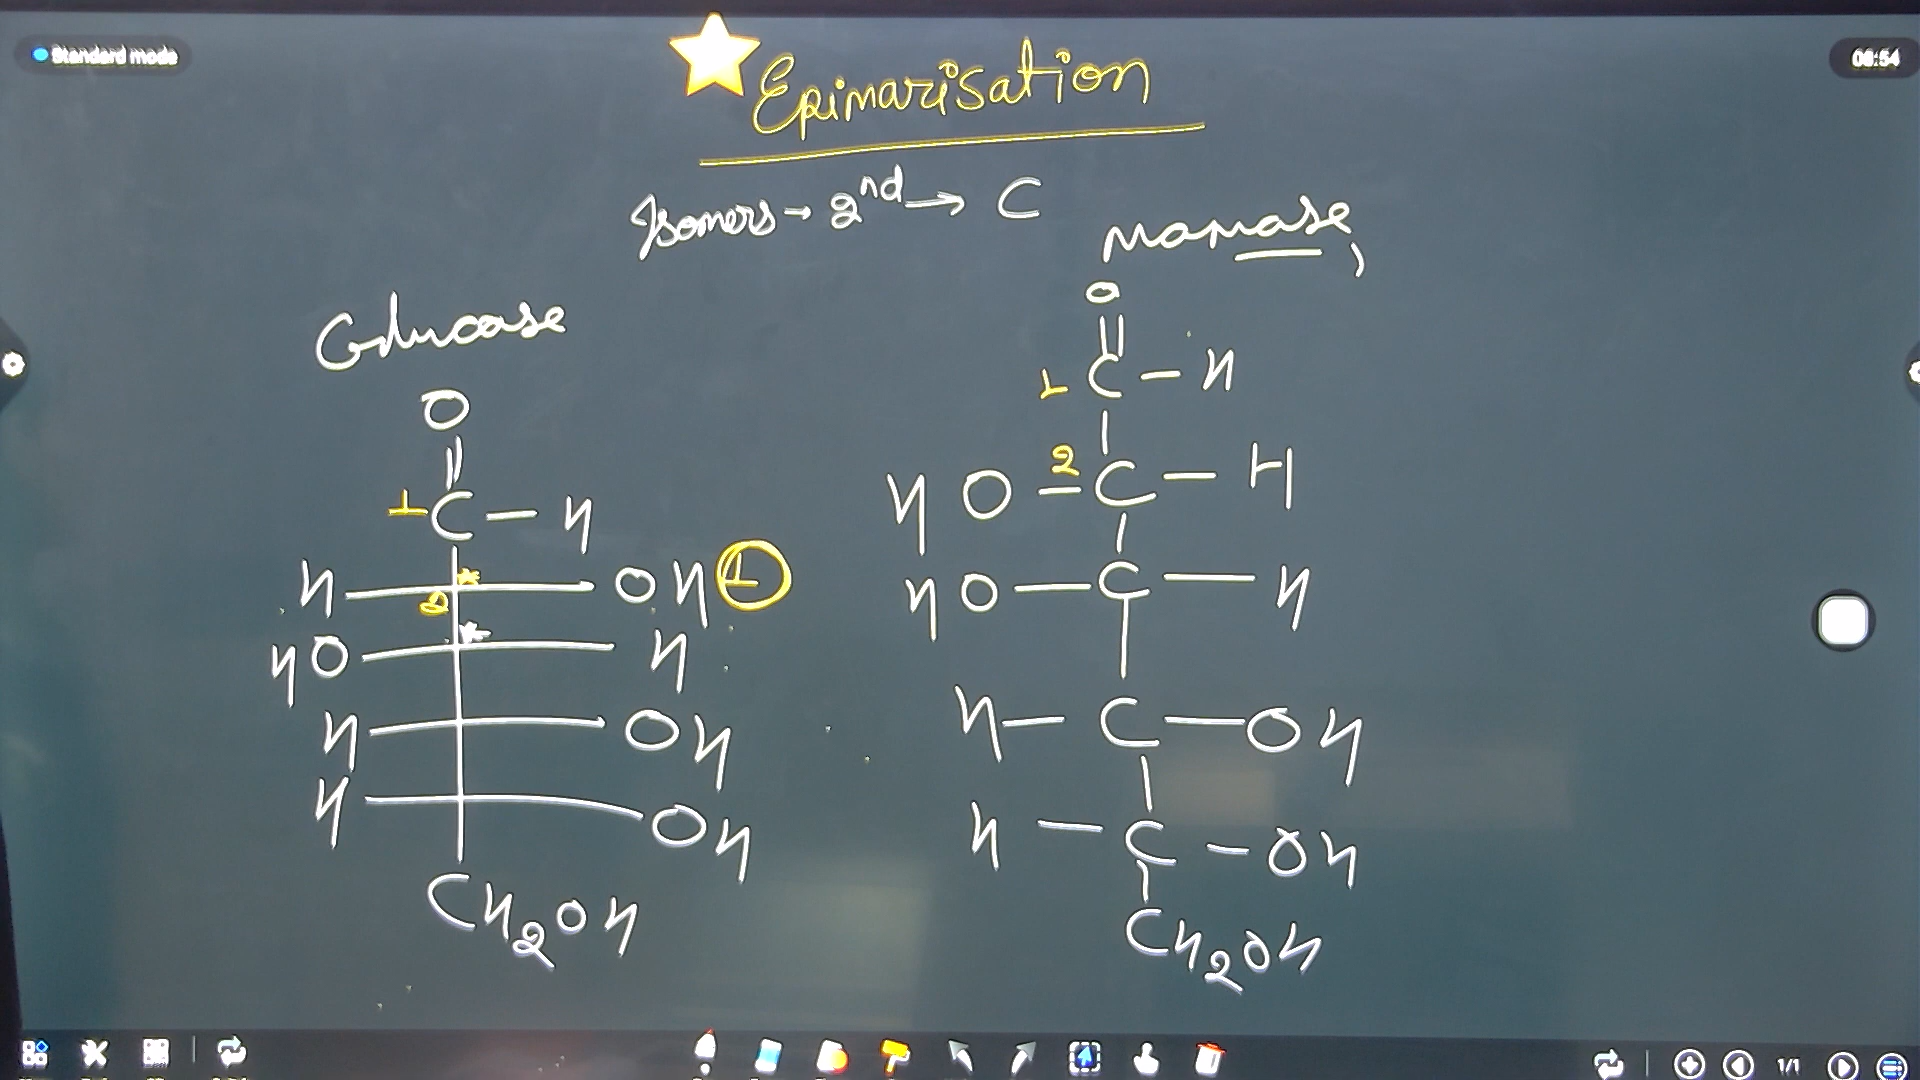 Standard mode
08:54
Epimarisation
Isomers → 2nd → C
Glucose
O
1 C - H
H OH 1
2
HO H
H OH
H OH
CH2OH
Manase,
O
1 C - H
HO - 2 C - H
HO - C - H
H - C - OH
H - C - OH
CH2OH
1/1